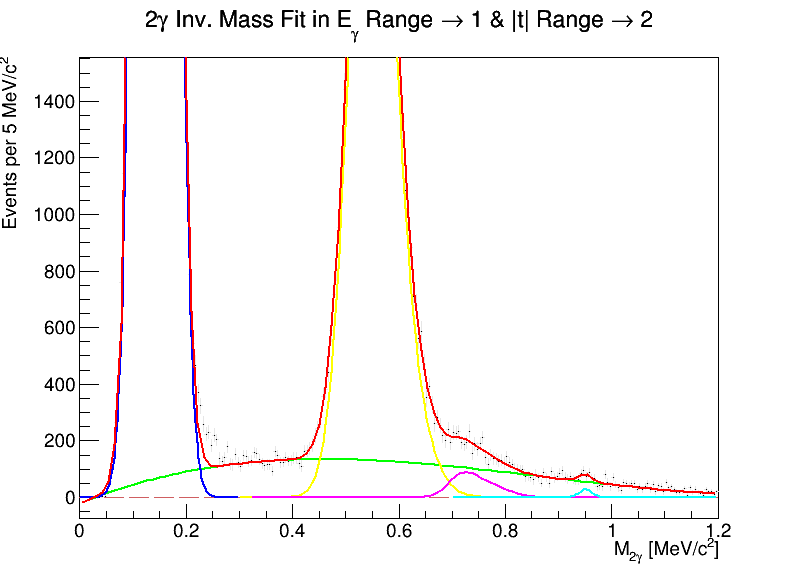 2γ Inv. Mass Fit in Eγ Range → 1 & |t| Range → 2
Events per 5 MeV/c²
1400
1200
1000
800
600
400
200
0
0 0.2 0.4 0.6 0.8 1 1.2
M2γ [MeV/c²]